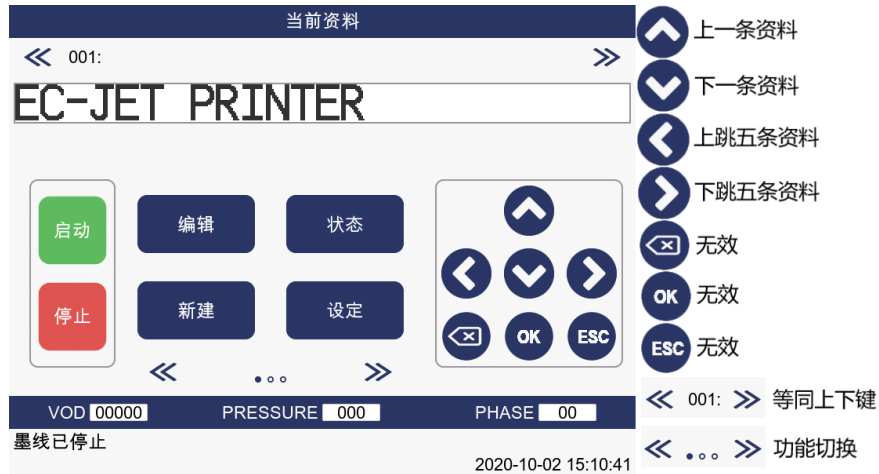 当前资料
001:
EC-JET PRINTER
启动
编辑
状态
停止
新建
设定
OK
ESC
VOD 00000
PRESSURE 000
PHASE 00
墨线已停止
2020-10-02 15:10:41
上一条资料
下一条资料
上跳五条资料
下跳五条资料
无效
OK 无效
ESC 无效
001: 等同上下键
功能切换